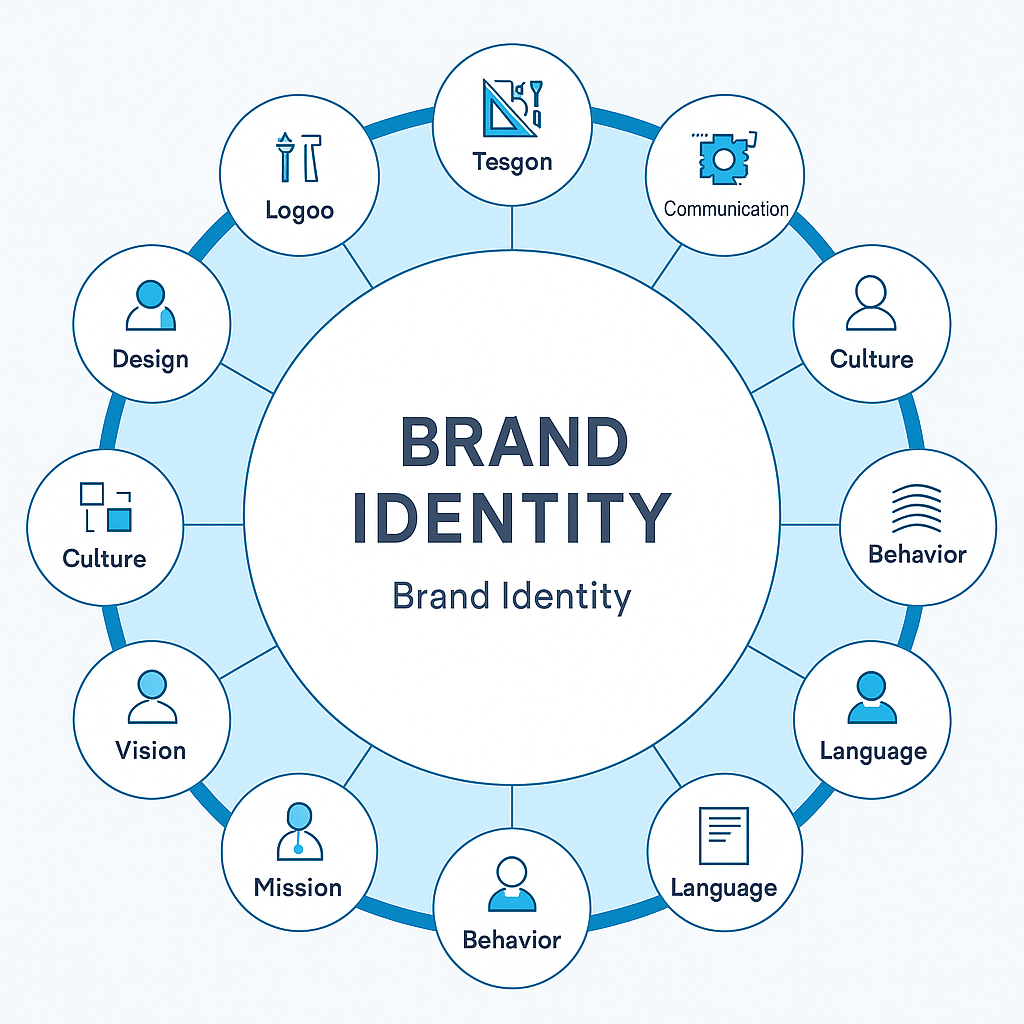 Tesgon
Logoo
Communication
Design
Culture
BRAND
IDENTITY
Brand Identity
Culture
Behavior
Vision
Language
Mission
Language
Behavior